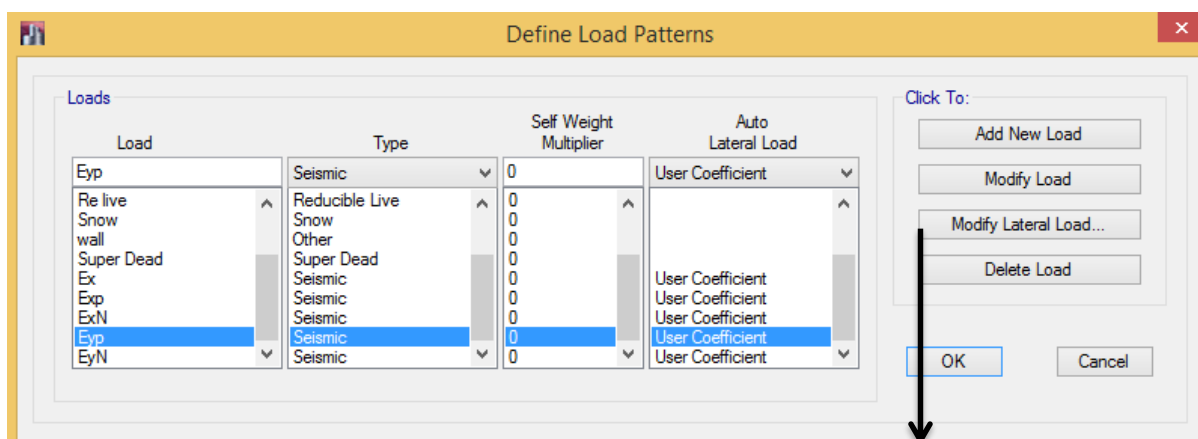 Define Load Patterns
Loads
Click To:
Load Type Self Weight Multiplier Auto Lateral Load
Eyp Seismic 0 User Coefficient
Re live Reducible Live 0
Snow Snow 0
wall Other 0
Super Dead Super Dead 0
Ex Seismic 0 User Coefficient
Exp Seismic 0 User Coefficient
ExN Seismic 0 User Coefficient
Eyp Seismic 0 User Coefficient
EyN Seismic 0 User Coefficient
Add New Load
Modify Load
Modify Lateral Load...
Delete Load
OK Cancel